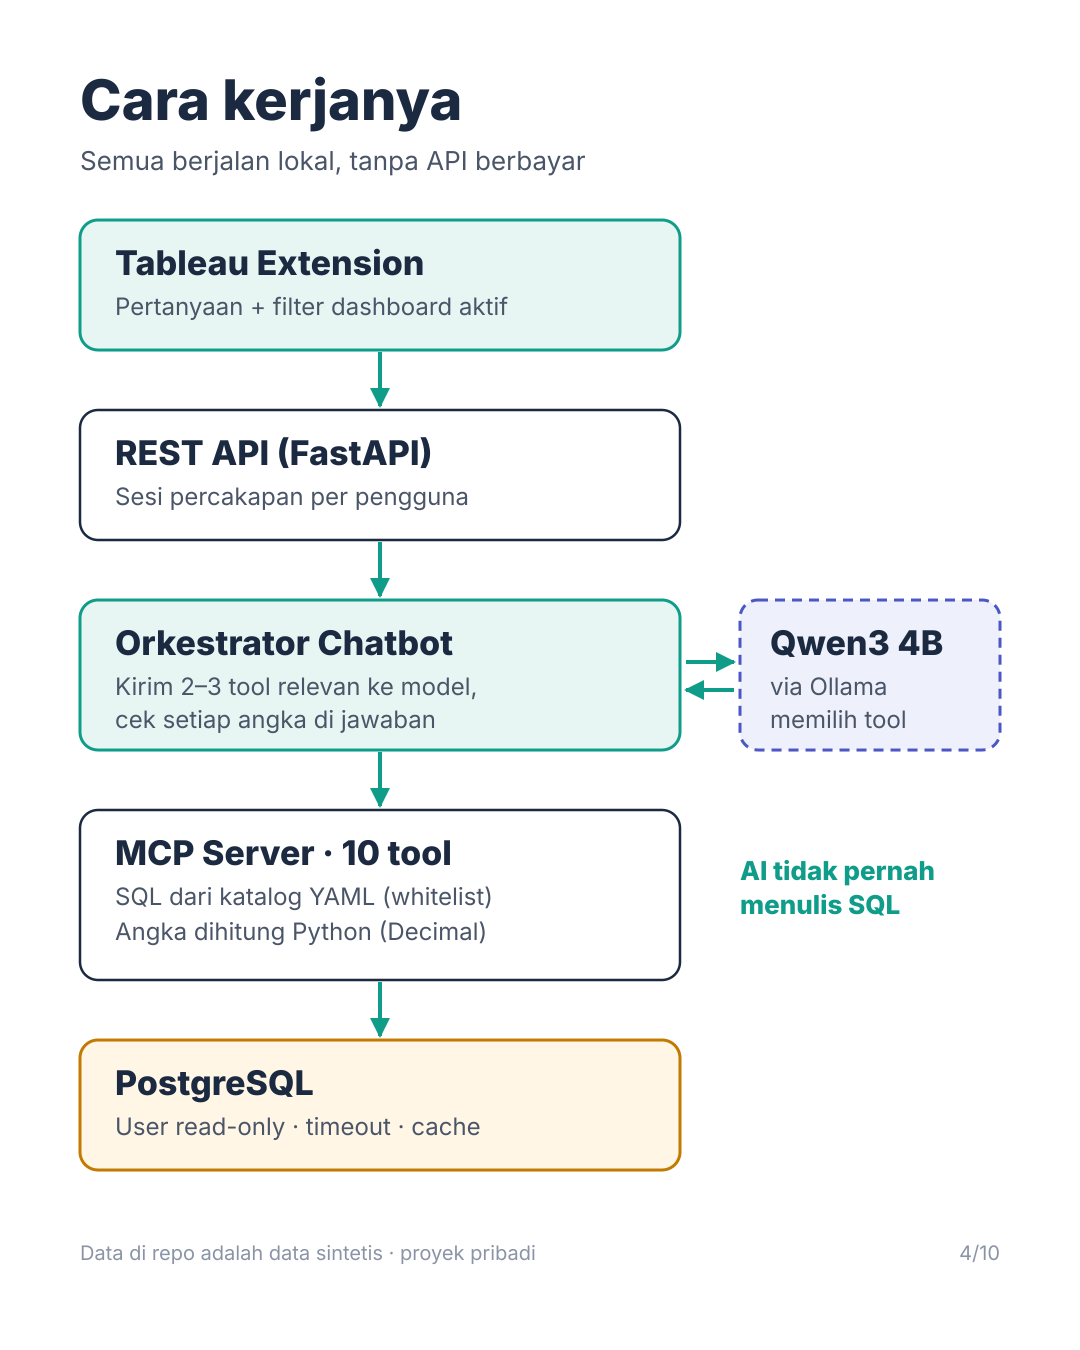 Cara kerjanya
Semua berjalan lokal, tanpa API berbayar
Tableau Extension
Pertanyaan + filter dashboard aktif
REST API (FastAPI)
Sesi percakapan per pengguna
Orkestrator Chatbot
Kirim 2–3 tool relevan ke model,
cek setiap angka di jawaban
Qwen3 4B
via Ollama
memilih tool
MCP Server · 10 tool
SQL dari katalog YAML (whitelist)
Angka dihitung Python (Decimal)
AI tidak pernah
menulis SQL
PostgreSQL
User read-only · timeout · cache
Data di repo adalah data sintetis · proyek pribadi
4/10